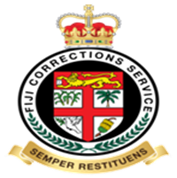 FIJI CORRECTIONS SERVICE
SEMPER RESTITUENS